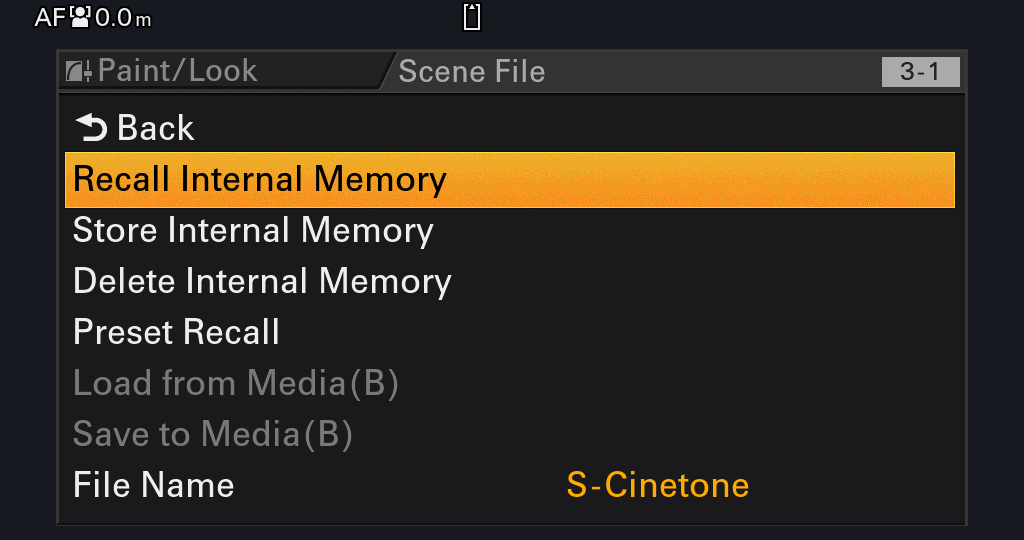 AF 0.0m
Paint/Look Scene File 3-1
Back
Recall Internal Memory
Store Internal Memory
Delete Internal Memory
Preset Recall
Load from Media(B)
Save to Media(B)
File Name S-Cinetone